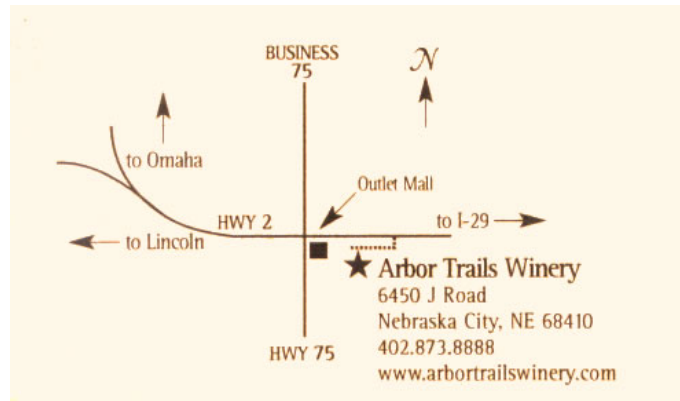 BUSINESS
75
N
to Omaha
Outlet Mall
HWY 2
to I-29
to Lincoln
Arbor Trails Winery
6450 J Road
Nebraska City, NE 68410
402.873.8888
www.arbortrailswinery.com
HWY 75